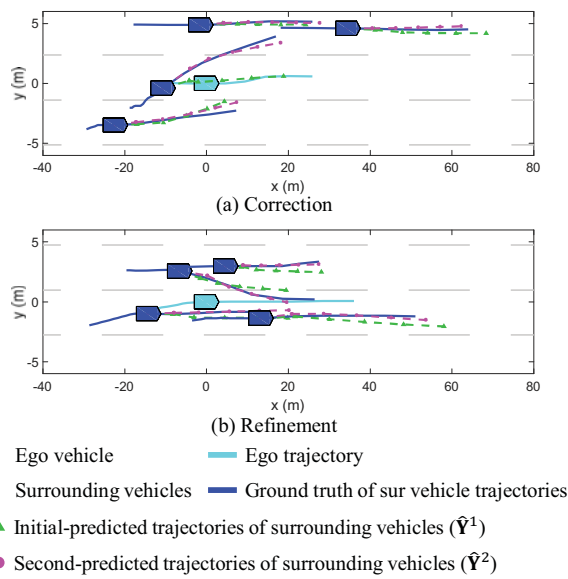 5
0
-5
y (m)
-40 -20 0 20 40 60 80
x (m)
(a) Correction
5
0
-5
y (m)
-40 -20 0 20 40 60 80
x (m)
(b) Refinement
Ego vehicle Ego trajectory
Surrounding vehicles Ground truth of sur vehicle trajectories
Initial-predicted trajectories of surrounding vehicles (Ŷ¹)
Second-predicted trajectories of surrounding vehicles (Ŷ²)